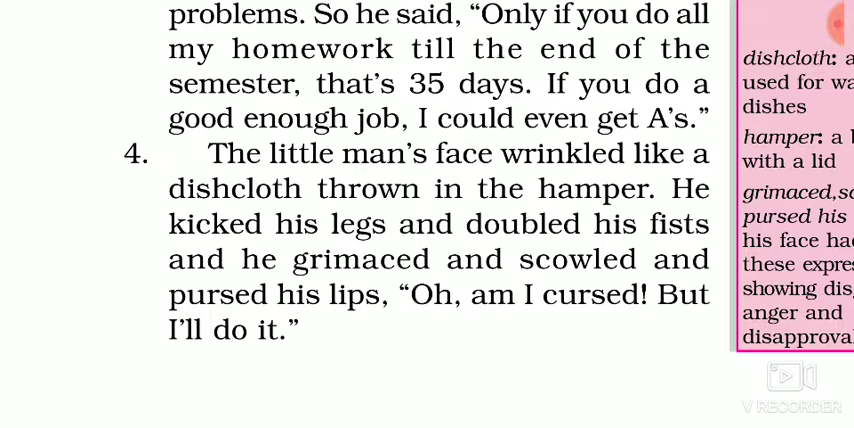 problems. So he said, “Only if you do all
my homework till the end of the
semester, that’s 35 days. If you do a
good enough job, I could even get A’s.”
4. The little man’s face wrinkled like a
dishcloth thrown in the hamper. He
kicked his legs and doubled his fists
and he grimaced and scowled and
pursed his lips, “Oh, am I cursed! But
I’ll do it.”
dishcloth: a
used for wa
dishes
hamper: a b
with a lid
grimaced,sc
pursed his
his face ha
these expre
showing dis
anger and
disapprova
V RECORDER